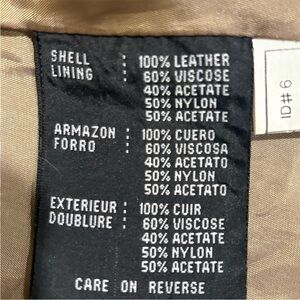 SHELL : 100% LEATHER
LINING : 60% VISCOSE
40% ACETATE
50% NYLON
50% ACETATE
ARMAZON : 100% CUERO
FORRO : 60% VISCOSA
40% ACETATO
50% NYLON
50% ACETATO
EXTERIEUR : 100% CUIR
DOUBLURE : 60% VISCOSE
40% ACETATE
50% NYLON
50% ACETATE
CARE ON REVERSE
ID# 6